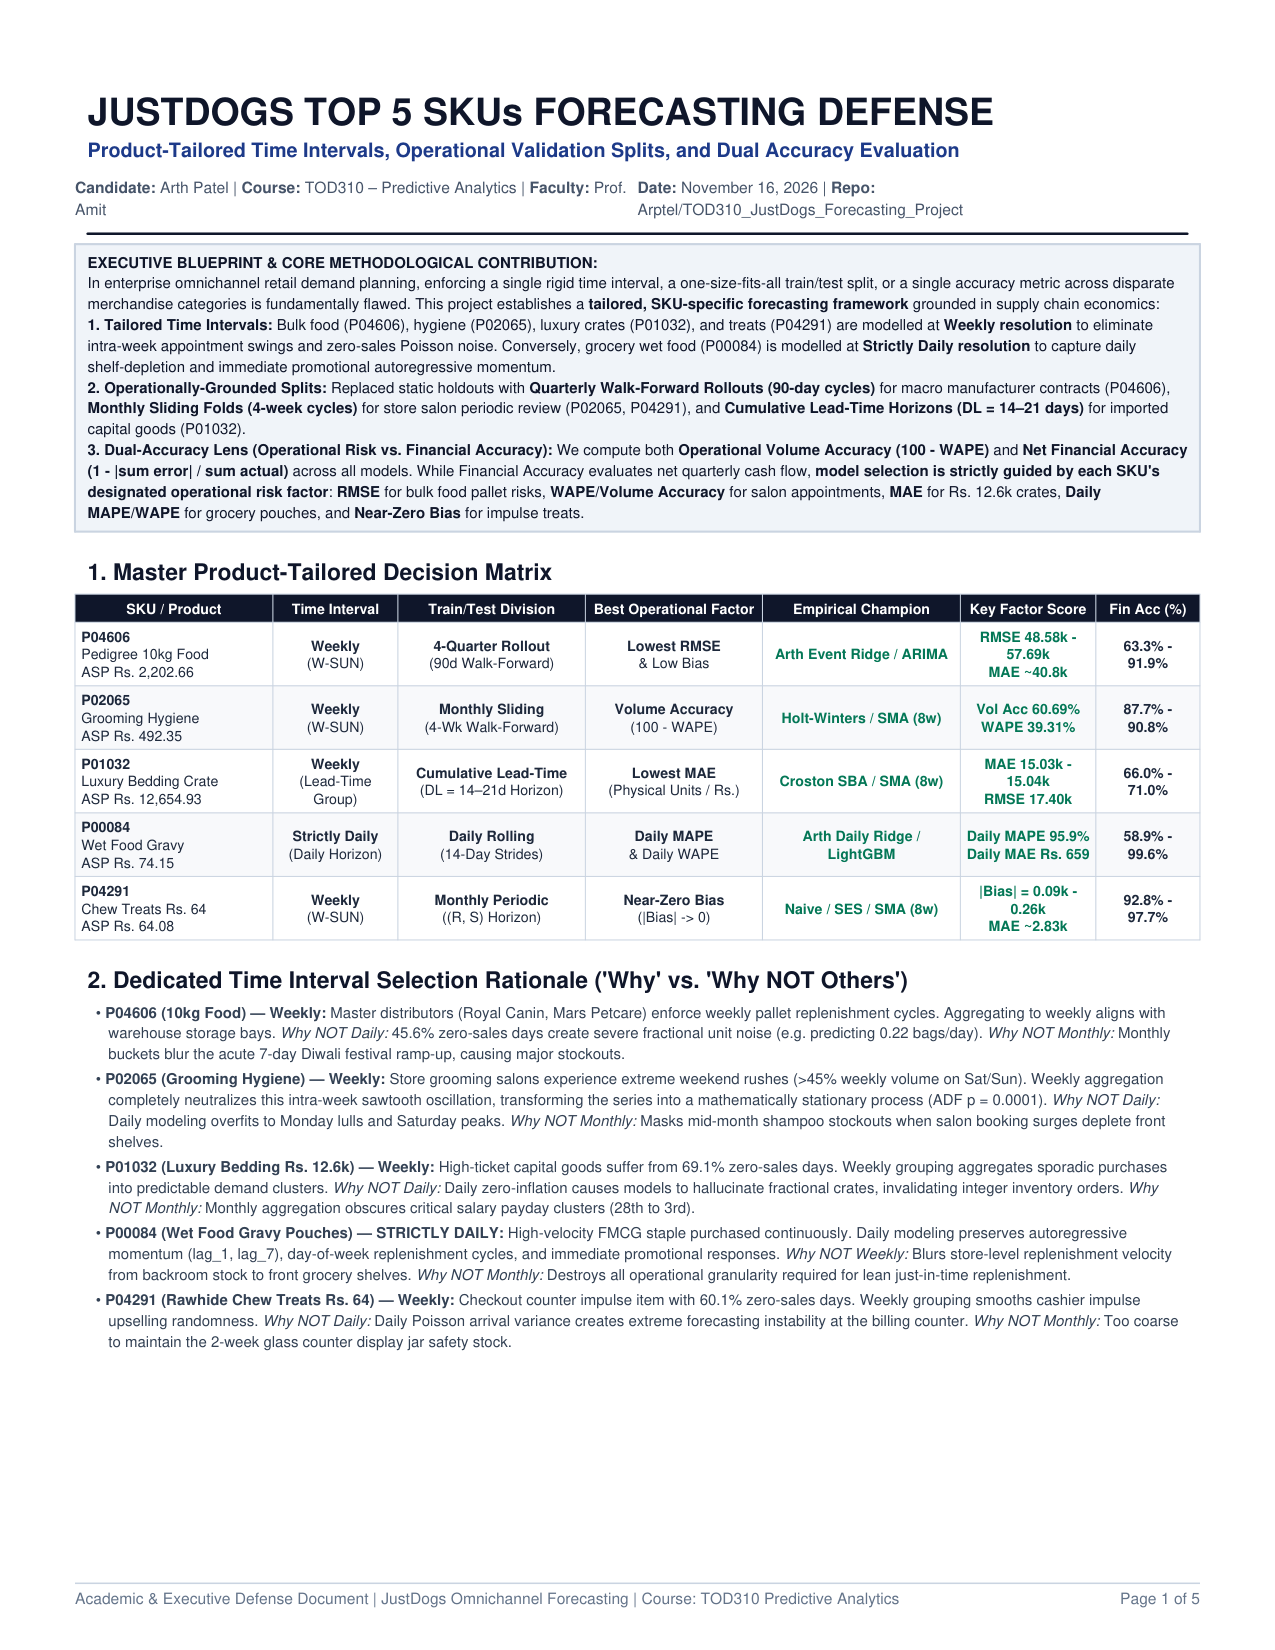 JUSTDOGS TOP 5 SKUs FORECASTING DEFENSE
Product-Tailored Time Intervals, Operational Validation Splits, and Dual Accuracy Evaluation
Candidate: Arth Patel | Course: TOD310 – Predictive Analytics | Faculty: Prof. Amit
Date: November 16, 2026 | Repo: Arptel/TOD310_JustDogs_Forecasting_Project
EXECUTIVE BLUEPRINT & CORE METHODOLOGICAL CONTRIBUTION:
In enterprise omnichannel retail demand planning, enforcing a single rigid time interval, a one-size-fits-all train/test split, or a single accuracy metric across disparate
merchandise categories is fundamentally flawed. This project establishes a tailored, SKU-specific forecasting framework grounded in supply chain economics:
1. Tailored Time Intervals: Bulk food (P04606), hygiene (P02065), luxury crates (P01032), and treats (P04291) are modelled at Weekly resolution to eliminate
intra-week appointment swings and zero-sales Poisson noise. Conversely, grocery wet food (P00084) is modelled at Strictly Daily resolution to capture daily
shelf-depletion and immediate promotional autoregressive momentum.
2. Operationally-Grounded Splits: Replaced static holdouts with Quarterly Walk-Forward Rollouts (90-day cycles) for macro manufacturer contracts (P04606),
Monthly Sliding Folds (4-week cycles) for store salon periodic review (P02065, P04291), and Cumulative Lead-Time Horizons (DL = 14–21 days) for imported
capital goods (P01032).
3. Dual-Accuracy Lens (Operational Risk vs. Financial Accuracy): We compute both Operational Volume Accuracy (100 - WAPE) and Net Financial Accuracy
(1 - |sum error| / sum actual) across all models. While Financial Accuracy evaluates net quarterly cash flow, model selection is strictly guided by each SKU's
designated operational risk factor: RMSE for bulk food pallet risks, WAPE/Volume Accuracy for salon appointments, MAE for Rs. 12.6k crates, Daily
MAPE/WAPE for grocery pouches, and Near-Zero Bias for impulse treats.
1. Master Product-Tailored Decision Matrix
SKU / Product Time Interval Train/Test Division Best Operational Factor Empirical Champion Key Factor Score Fin Acc (%)
P04606
Pedigree 10kg Food
ASP Rs. 2,202.66
Weekly
(W-SUN)
4-Quarter Rollout
(90d Walk-Forward)
Lowest RMSE
& Low Bias
Arth Event Ridge / ARIMA
RMSE 48.58k -
57.69k
MAE ~40.8k
63.3% -
91.9%
P02065
Grooming Hygiene
ASP Rs. 492.35
Weekly
(W-SUN)
Monthly Sliding
(4-Wk Walk-Forward)
Volume Accuracy
(100 - WAPE)
Holt-Winters / SMA (8w)
Vol Acc 60.69%
WAPE 39.31%
87.7% -
90.8%
P01032
Luxury Bedding Crate
ASP Rs. 12,654.93
Weekly
(Lead-Time
Group)
Cumulative Lead-Time
(DL = 14–21d Horizon)
Lowest MAE
(Physical Units / Rs.)
Croston SBA / SMA (8w)
MAE 15.03k -
15.04k
RMSE 17.40k
66.0% -
71.0%
P00084
Wet Food Gravy
ASP Rs. 74.15
Strictly Daily
(Daily Horizon)
Daily Rolling
(14-Day Strides)
Daily MAPE
& Daily WAPE
Arth Daily Ridge /
LightGBM
Daily MAPE 95.9%
Daily MAE Rs. 659
58.9% -
99.6%
P04291
Chew Treats Rs. 64
ASP Rs. 64.08
Weekly
(W-SUN)
Monthly Periodic
((R, S) Horizon)
Near-Zero Bias
(|Bias| -> 0)
Naive / SES / SMA (8w)
|Bias| = 0.09k -
0.26k
MAE ~2.83k
92.8% -
97.7%
2. Dedicated Time Interval Selection Rationale ('Why' vs. 'Why NOT Others')
• P04606 (10kg Food) — Weekly: Master distributors (Royal Canin, Mars Petcare) enforce weekly pallet replenishment cycles. Aggregating to weekly aligns with
warehouse storage bays. Why NOT Daily: 45.6% zero-sales days create severe fractional unit noise (e.g. predicting 0.22 bags/day). Why NOT Monthly: Monthly
buckets blur the acute 7-day Diwali festival ramp-up, causing major stockouts.
• P02065 (Grooming Hygiene) — Weekly: Store grooming salons experience extreme weekend rushes (>45% weekly volume on Sat/Sun). Weekly aggregation
completely neutralizes this intra-week sawtooth oscillation, transforming the series into a mathematically stationary process (ADF p = 0.0001). Why NOT Daily:
Daily modeling overfits to Monday lulls and Saturday peaks. Why NOT Monthly: Masks mid-month shampoo stockouts when salon booking surges deplete front
shelves.
• P01032 (Luxury Bedding Rs. 12.6k) — Weekly: High-ticket capital goods suffer from 69.1% zero-sales days. Weekly grouping aggregates sporadic purchases
into predictable demand clusters. Why NOT Daily: Daily zero-inflation causes models to hallucinate fractional crates, invalidating integer inventory orders. Why
NOT Monthly: Monthly aggregation obscures critical salary payday clusters (28th to 3rd).
• P00084 (Wet Food Gravy Pouches) — STRICTLY DAILY: High-velocity FMCG staple purchased continuously. Daily modeling preserves autoregressive
momentum (lag_1, lag_7), day-of-week replenishment cycles, and immediate promotional responses. Why NOT Weekly: Blurs store-level replenishment velocity
from backroom stock to front grocery shelves. Why NOT Monthly: Destroys all operational granularity required for lean just-in-time replenishment.
• P04291 (Rawhide Chew Treats Rs. 64) — Weekly: Checkout counter impulse item with 60.1% zero-sales days. Weekly grouping smooths cashier impulse
upselling randomness. Why NOT Daily: Daily Poisson arrival variance creates extreme forecasting instability at the billing counter. Why NOT Monthly: Too coarse
to maintain the 2-week glass counter display jar safety stock.
Academic & Executive Defense Document | JustDogs Omnichannel Forecasting | Course: TOD310 Predictive Analytics
Page 1 of 5